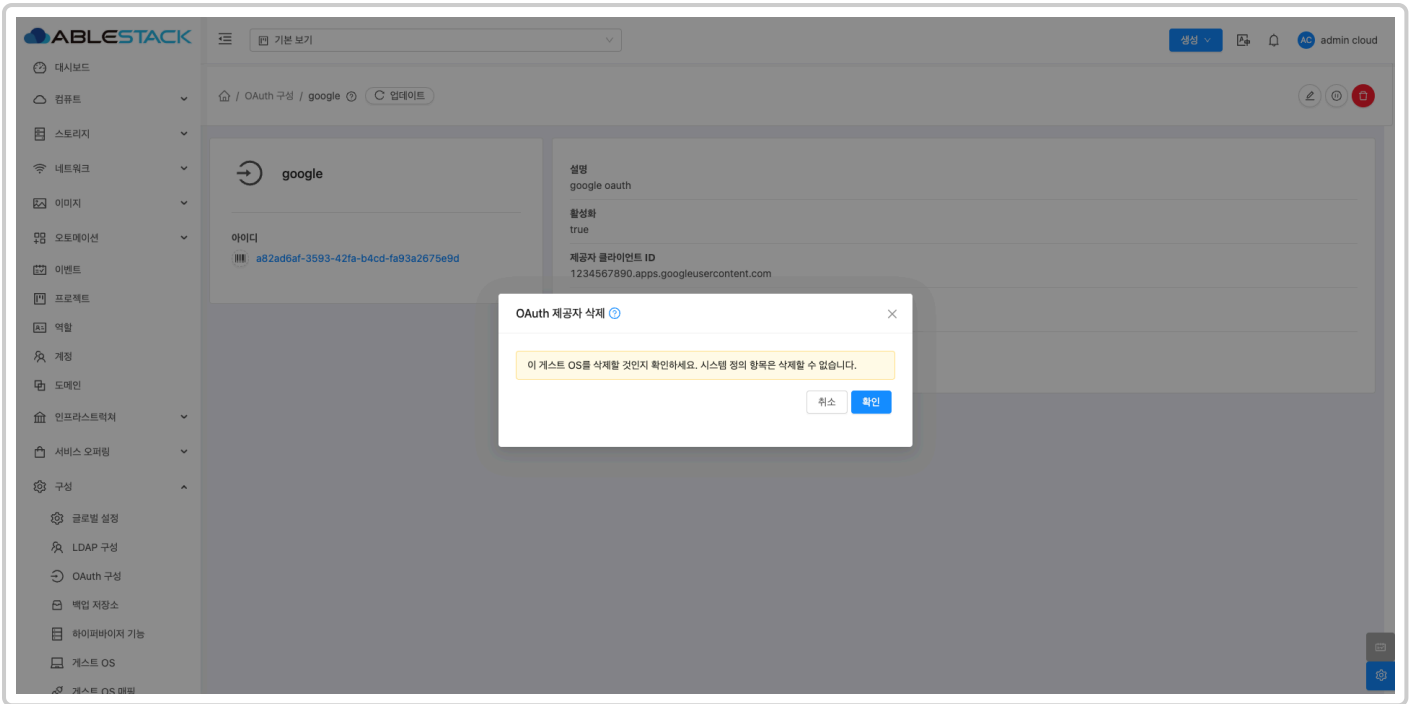 ABLESTACK
기본 보기
생성
AC admin cloud
대시보드
컴퓨트
스토리지
네트워크
이미지
오토메이션
이벤트
프로젝트
역할
계정
도메인
인프라스트럭쳐
서비스 오퍼링
구성
글로벌 설정
LDAP 구성
OAuth 구성
백업 저장소
하이퍼바이저 기능
게스트 OS
게스트 OS 매핑
/ OAuth 구성 / google 업데이트
google
아이디
a82ad6af-3593-42fa-b4cd-fa93a2675e9d
설명
google oauth
활성화
true
제공자 클라이언트 ID
1234567890.apps.googleusercontent.com
OAuth 제공자 삭제
이 게스트 OS를 삭제할 것인지 확인하세요. 시스템 정의 항목은 삭제할 수 없습니다.
취소 확인